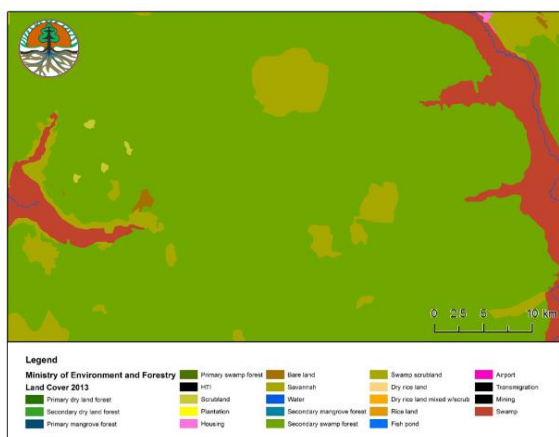 0 2.5 5 10 km
Legend
Ministry of Environment and Forestry
Land Cover 2013
Primary dry land forest
Secondary dry land forest
Primary mangrove forest
Primary swamp forest
HTI
Scrubland
Plantation
Housing
Bare land
Savannah
Water
Secondary mangrove forest
Secondary swamp forest
Swamp scrubland
Dry rice land
Dry rice land mixed w/scrub
Rice land
Fish pond
Airport
Transmigration
Mining
Swamp